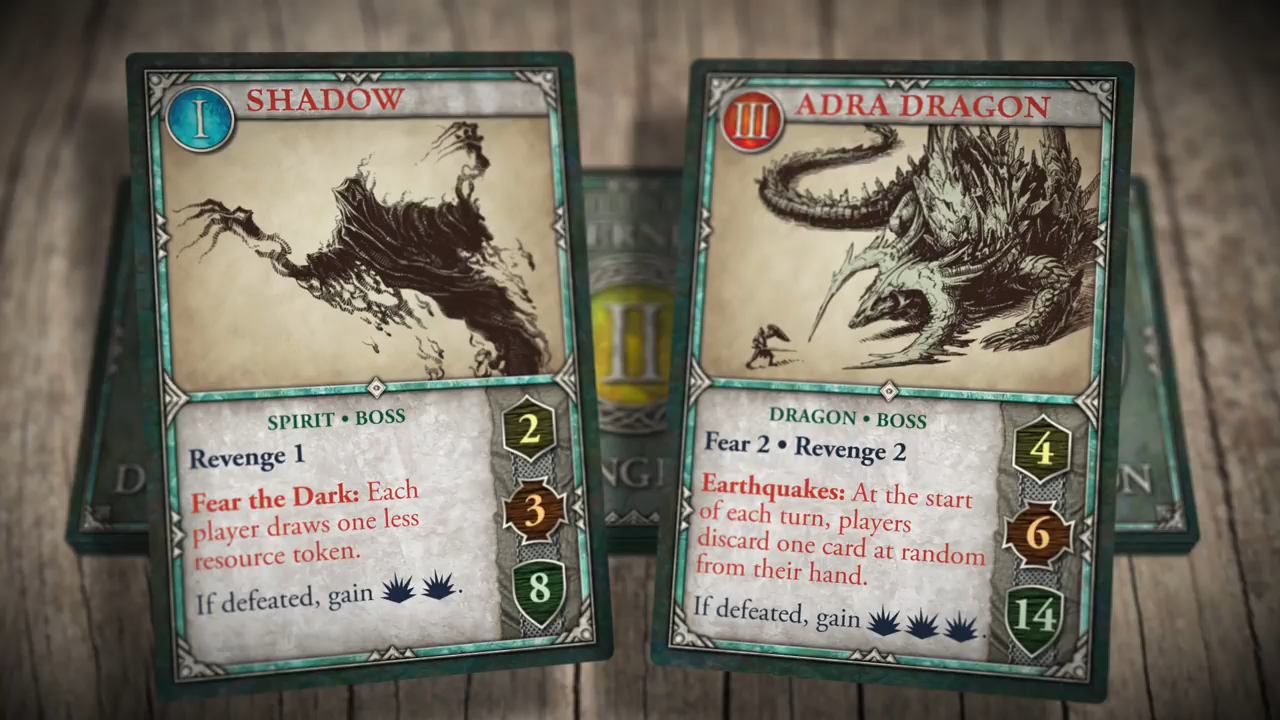 I SHADOW
SPIRIT • BOSS
Revenge 1
Fear the Dark: Each
player draws one less
resource token.
If defeated, gain .
2
3
8
III ADRA DRAGON
DRAGON • BOSS
Fear 2 • Revenge 2
Earthquakes: At the start
of each turn, players
discard one card at random
from their hand.
If defeated, gain .
4
6
14
II